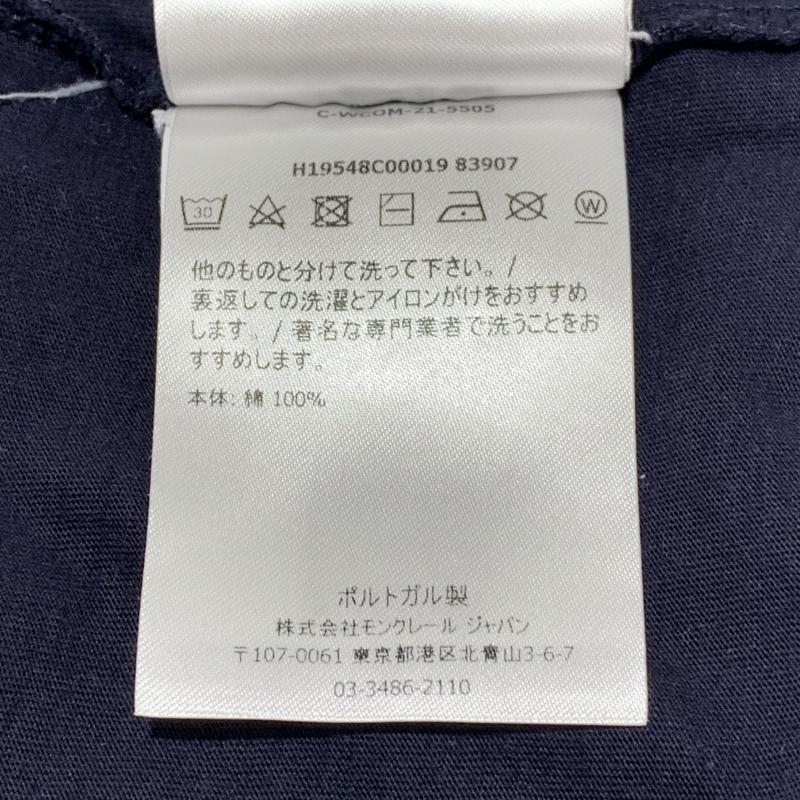 C-WCOM-21-5505
H19548C00019 83907
30 W
他のものと分けて洗って下さい。/
裏返しての洗濯とアイロンがけをおすすめ
します。/ 著名な専門業者で洗うことをお
すすめします。
本体: 綿 100%
ポルトガル製
株式会社モンクレール ジャパン
〒107-0061 東京都港区北青山3-6-7
03-3486-2110